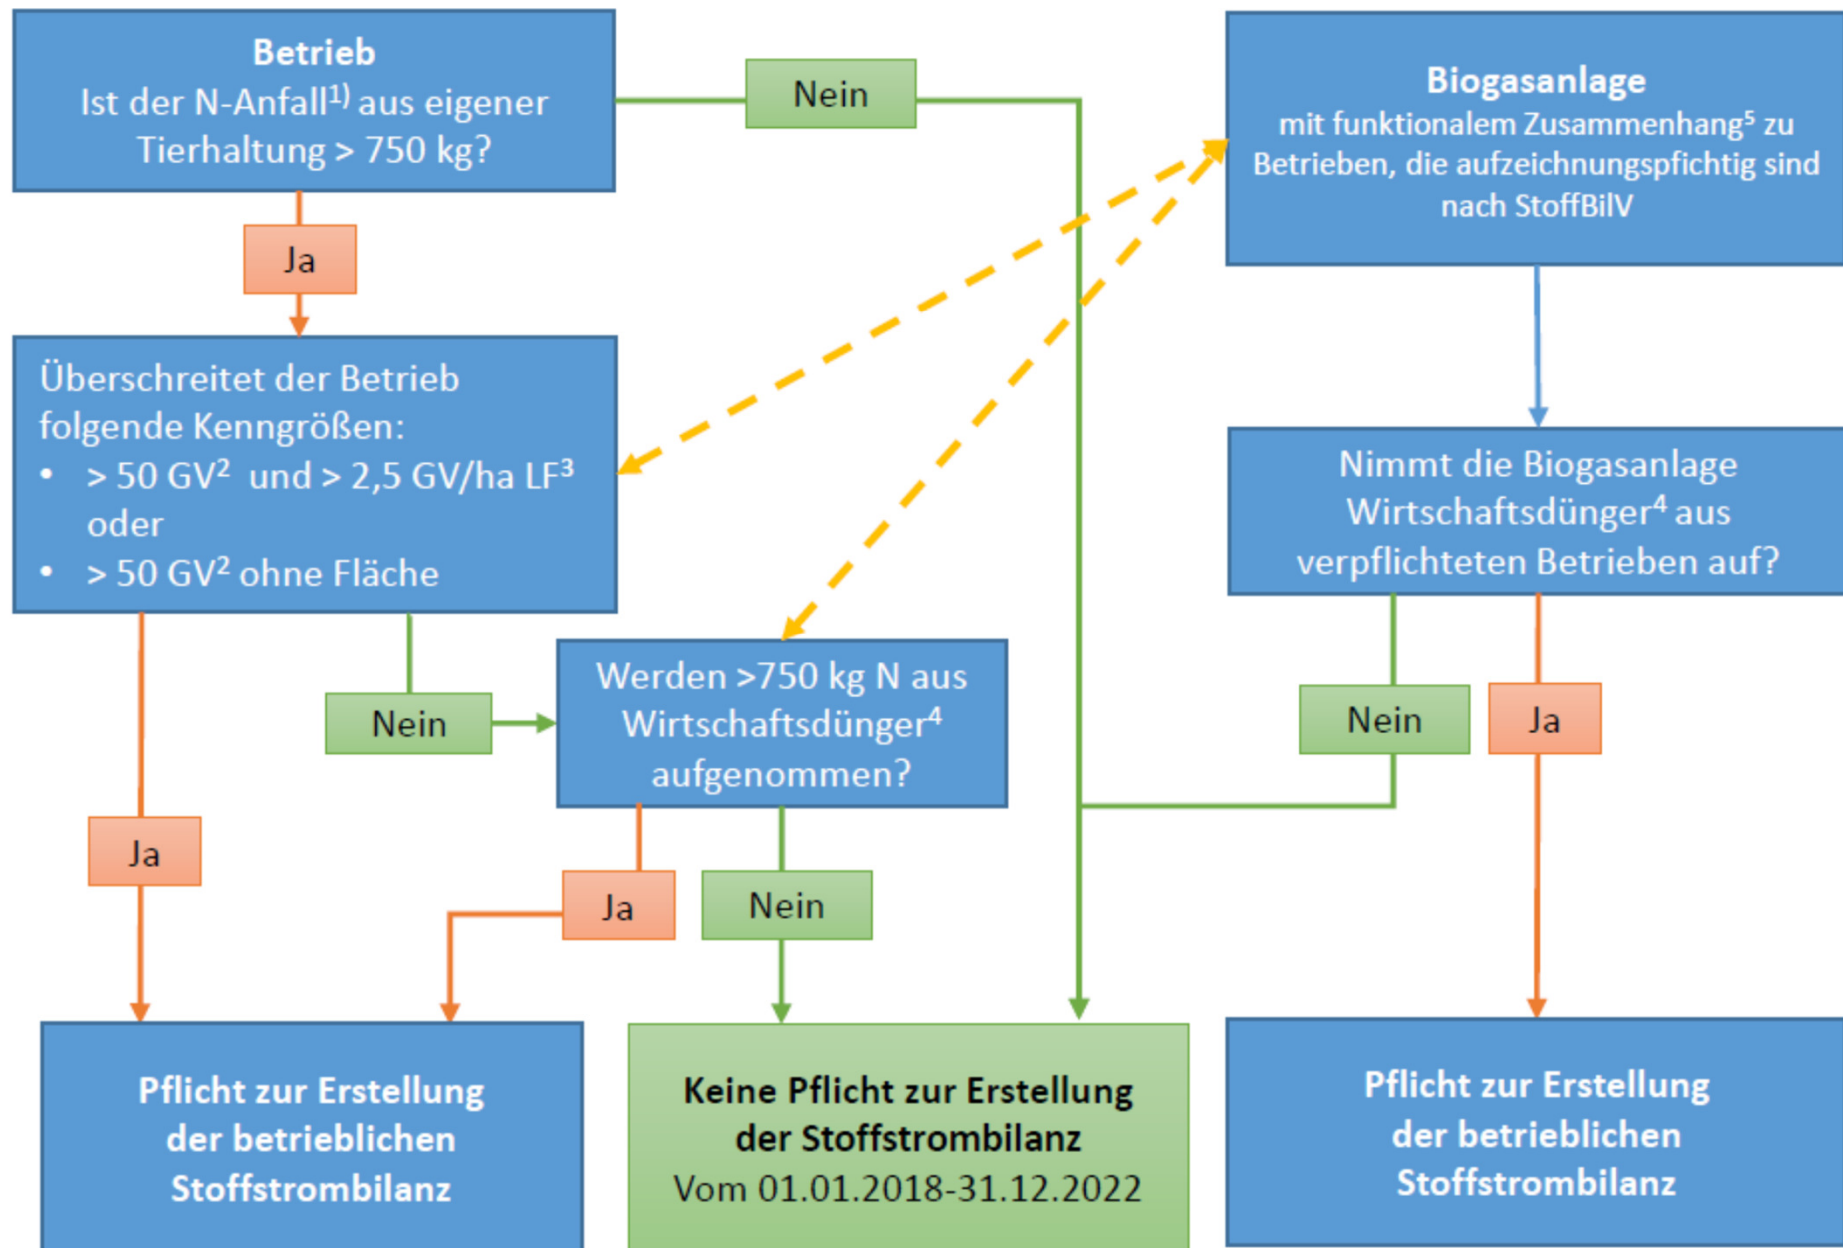 Betrieb
Ist der N-Anfall¹⁾ aus eigener
Tierhaltung > 750 kg?
Nein
Ja
Biogasanlage
mit funktionalem Zusammenhang⁵ zu
Betrieben, die aufzeichnungspfichtig sind
nach StoffBilV
Überschreitet der Betrieb
folgende Kenngrößen:
• > 50 GV² und > 2,5 GV/ha LF³
oder
• > 50 GV² ohne Fläche
Nimmt die Biogasanlage
Wirtschaftsdünger⁴ aus
verpflichteten Betrieben auf?
Nein
Werden >750 kg N aus
Wirtschaftsdünger⁴
aufgenommen?
Nein
Ja
Ja
Ja
Nein
Pflicht zur Erstellung
der betrieblichen
Stoffstrombilanz
Keine Pflicht zur Erstellung
der Stoffstrombilanz
Vom 01.01.2018-31.12.2022
Pflicht zur Erstellung
der betrieblichen
Stoffstrombilanz